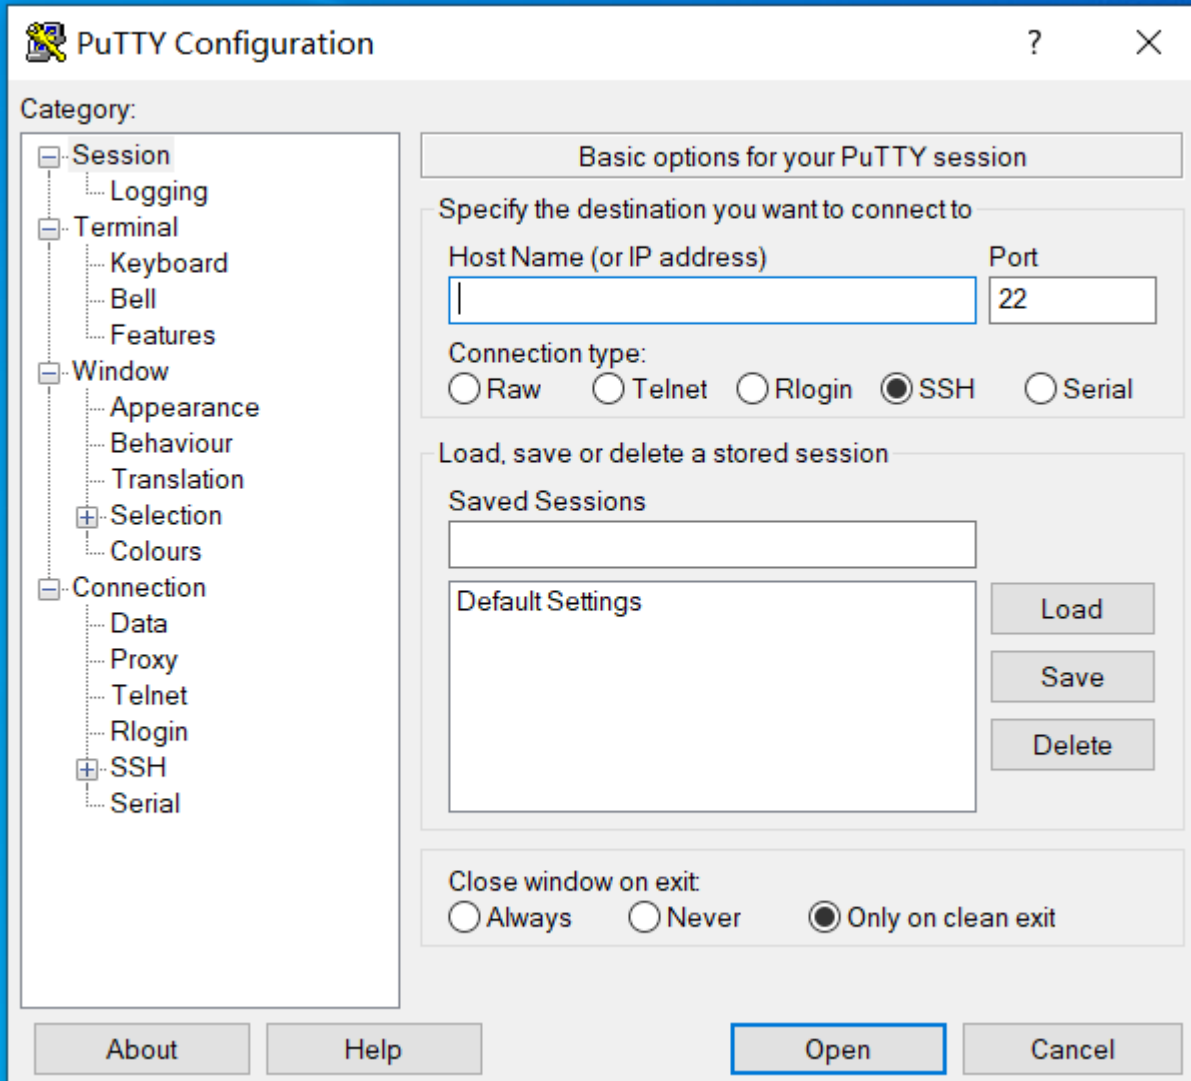 PuTTY Configuration
?
Category:
Session
Logging
Terminal
Keyboard
Bell
Features
Window
Appearance
Behaviour
Translation
Selection
Colours
Connection
Data
Proxy
Telnet
Rlogin
SSH
Serial
Basic options for your PuTTY session
Specify the destination you want to connect to
Host Name (or IP address) Port
22
Connection type:
Raw Telnet Rlogin SSH Serial
Load, save or delete a stored session
Saved Sessions
Default Settings
Load
Save
Delete
Close window on exit:
Always Never Only on clean exit
About Help Open Cancel